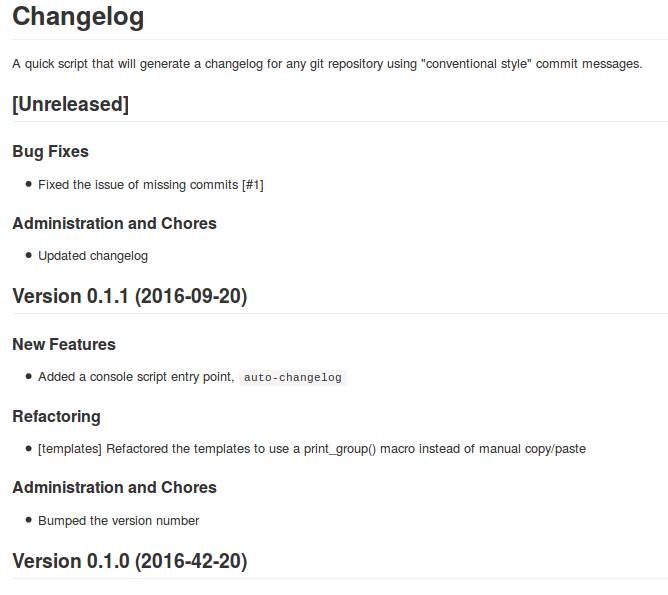 Changelog
A quick script that will generate a changelog for any git repository using "conventional style" commit messages.
[Unreleased]
Bug Fixes
• Fixed the issue of missing commits [#1]
Administration and Chores
• Updated changelog
Version 0.1.1 (2016-09-20)
New Features
• Added a console script entry point, auto-changelog
Refactoring
• [templates] Refactored the templates to use a print_group() macro instead of manual copy/paste
Administration and Chores
• Bumped the version number
Version 0.1.0 (2016-42-20)